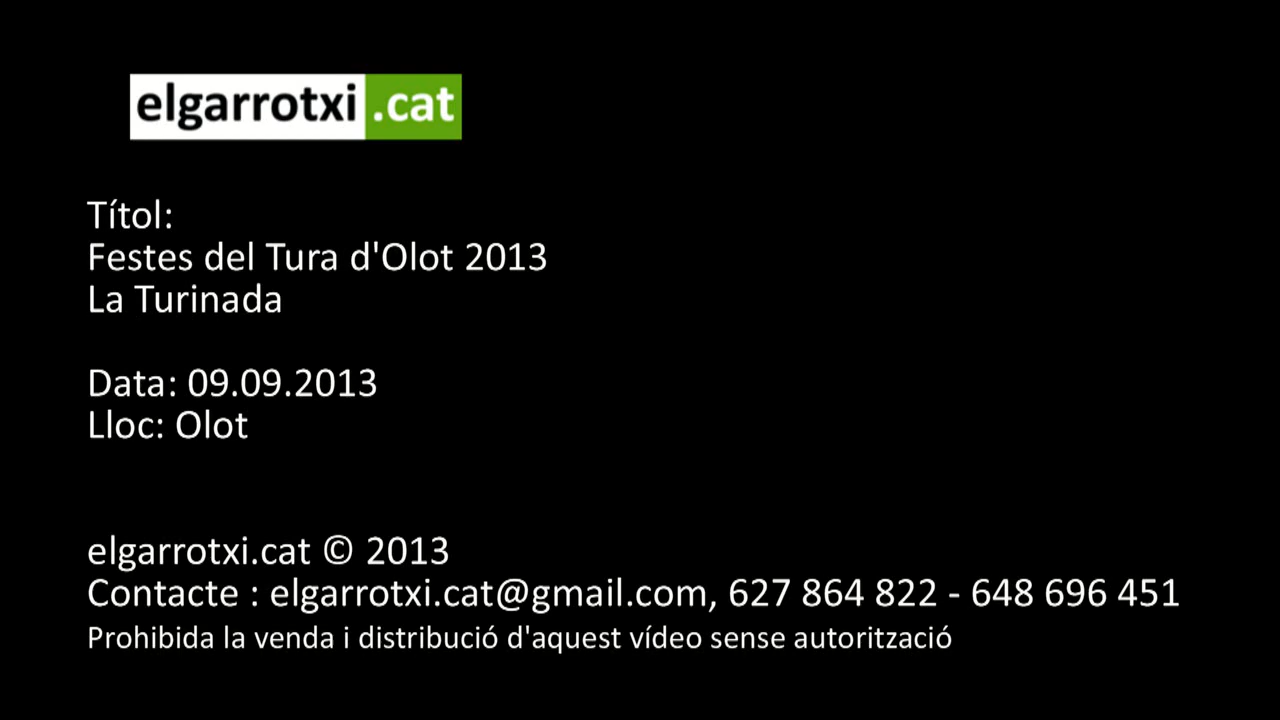 elgarrotxi.cat
Títol:
Festes del Tura d'Olot 2013
La Turinada
Data: 09.09.2013
Lloc: Olot
elgarrotxi.cat © 2013
Contacte : elgarrotxi.cat@gmail.com, 627 864 822 - 648 696 451
Prohibida la venda i distribució d'aquest vídeo sense autorització